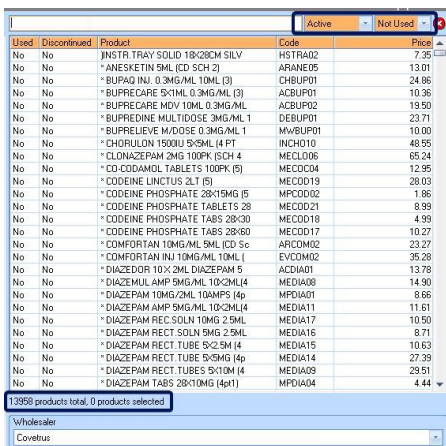 Active Not Used
Used Discontinued Product Code Price
No No )INSTR.TRAY SOLID 18X28CM SILV HSTRA02 7.35
No No * ANESKETIN 5ML (CD SCH 2) ARANE05 13.01
No No * BUPAQ INJ. 0.3MG/ML 10ML (3) CHBUP01 24.86
No No * BUPRECARE 5X1ML 0.3MG/ML ( ACBUP01 10.36
No No * BUPRECARE MDV 10ML 0.3MG/ML ACBUP02 19.50
No No * BUPREDINE MULTIDOSE 3MG/ML 1 DEBUP01 23.71
No No * BUPRELIEVE M/DOSE 0.3MG/ML 1 MWBUP01 10.00
No No * CHORULON 1500IU 5X5ML (4 PT INCHO10 48.55
No No * CLONAZEPAM 2MG 100PK (SCH 4 MECLO06 65.24
No No * CO-CODAMOL TABLETS 100PK (5) MECOC04 12.95
No No * CODEINE LINCTUS 2LT (5) MECOD19 28.03
No No * CODEINE PHOSPHATE 28X15MG (5 MPCOD02 1.86
No No * CODEINE PHOSPHATE TABLETS 28 MECOD21 8.99
No No * CODEINE PHOSPHATE TABS 28X30 MECOD18 4.99
No No * CODEINE PHOSPHATE TABS 28X60 MECOD17 10.27
No No * COMFORTAN 10MG/ML 5ML (CD Sc ARCOM02 23.27
No No * COMFORTAN INJ 10MG/ML 10ML ( EVCOM02 35.28
No No * DIAZEDOR 10 X 2ML DIAZEPAM 5 ACDIA01 13.78
No No * DIAZEMUL AMP 5MG/ML 10X2ML(4 MEDIA08 14.90
No No * DIAZEPAM 10MG/2ML 10AMPS (4p MPDIA01 8.66
No No * DIAZEPAM AMP 5MG/ML 10X2ML(4 MEDIA11 11.61
No No * DIAZEPAM REC.SOLN 10MG 2.5ML MEDIA17 10.50
No No * DIAZEPAM RECT.SOLN 5MG 2.5ML MEDIA16 8.71
No No * DIAZEPAM RECT.TUBE 5X2.5M (4 MEDIA15 10.63
No No * DIAZEPAM RECT.TUBE 5X5MG (4p MEDIA14 27.39
No No * DIAZEPAM RECT.TUBES 5X10M (4 MEDIA09 29.51
No No * DIAZEPAM TABS 28X10MG (4pt1) MPDIA04 4.44
13958 products total, 0 products selected
Wholesaler
Covetrus